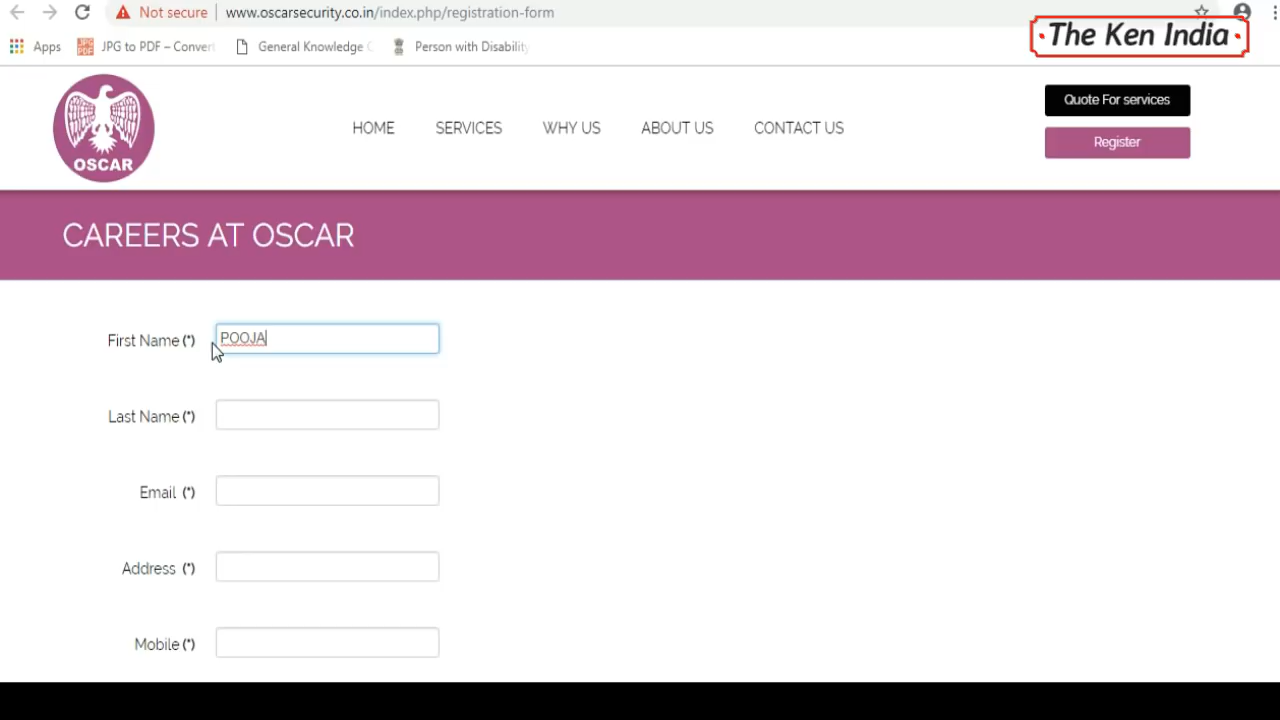 Not secure | www.oscarsecurity.co.in/index.php/registration-form
Apps JPG to PDF – Convert General Knowledge Person with Disability
The Ken India
OSCAR
HOME SERVICES WHY US ABOUT US CONTACT US
Quote For services
Register
CAREERS AT OSCAR
First Name (*) POOJA
Last Name (*)
Email (*)
Address (*)
Mobile (*)